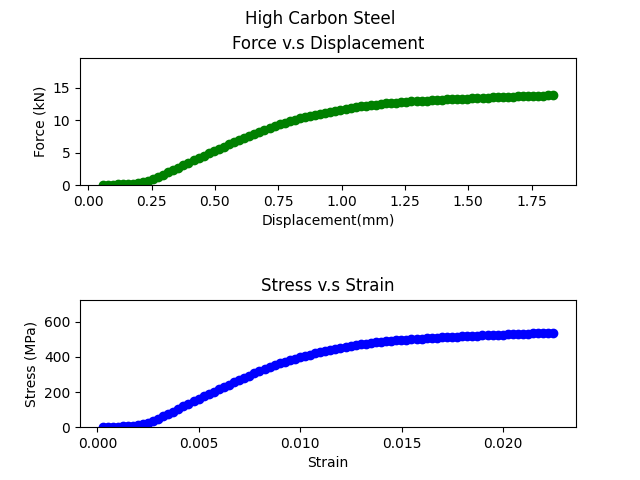 High Carbon Steel
Force v.s Displacement
Force (kN)
15
10
5
0
0.00 0.25 0.50 0.75 1.00 1.25 1.50 1.75
Displacement(mm)
Stress v.s Strain
Stress (MPa)
600
400
200
0
0.000 0.005 0.010 0.015 0.020
Strain